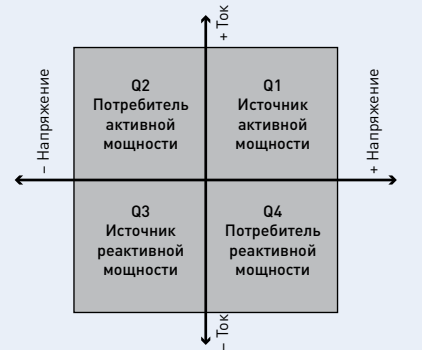 + Ток
− Напряжение
+ Напряжение
Q2
Потребитель
активной
мощности
Q1
Источник
активной
мощности
Q3
Источник
реактивной
мощности
Q4
Потребитель
реактивной
мощности
− Ток